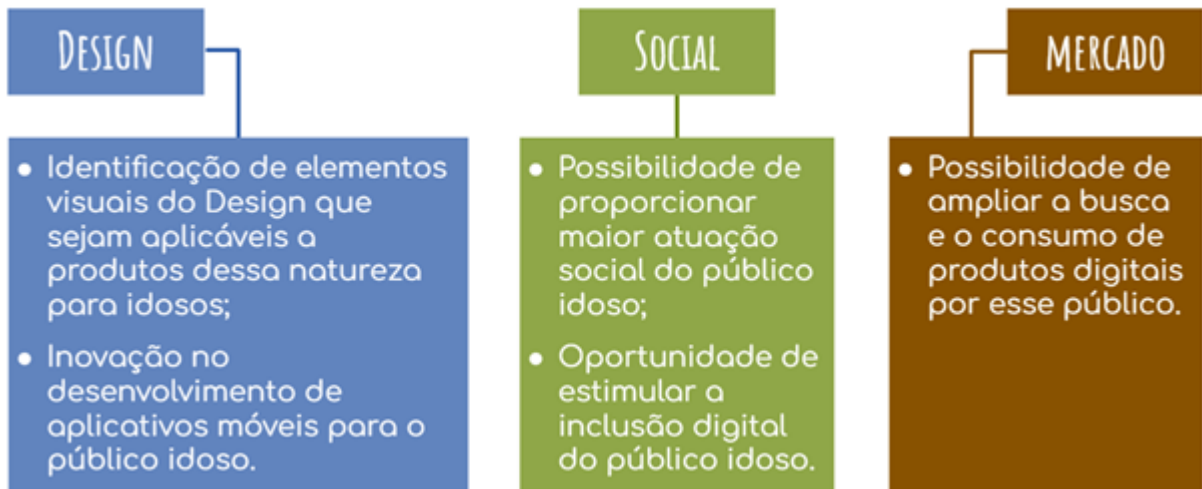 DESIGN
• Identificação de elementos
visuais do Design que
sejam aplicáveis a
produtos dessa natureza
para idosos;
• Inovação no
desenvolvimento de
aplicativos móveis para o
público idoso.
SOCIAL
• Possibilidade de
proporcionar
maior atuação
social do público
idoso;
• Oportunidade de
estimular a
inclusão digital
do público idoso.
MERCADO
• Possibilidade de
ampliar a busca
e o consumo de
produtos digitais
por esse público.